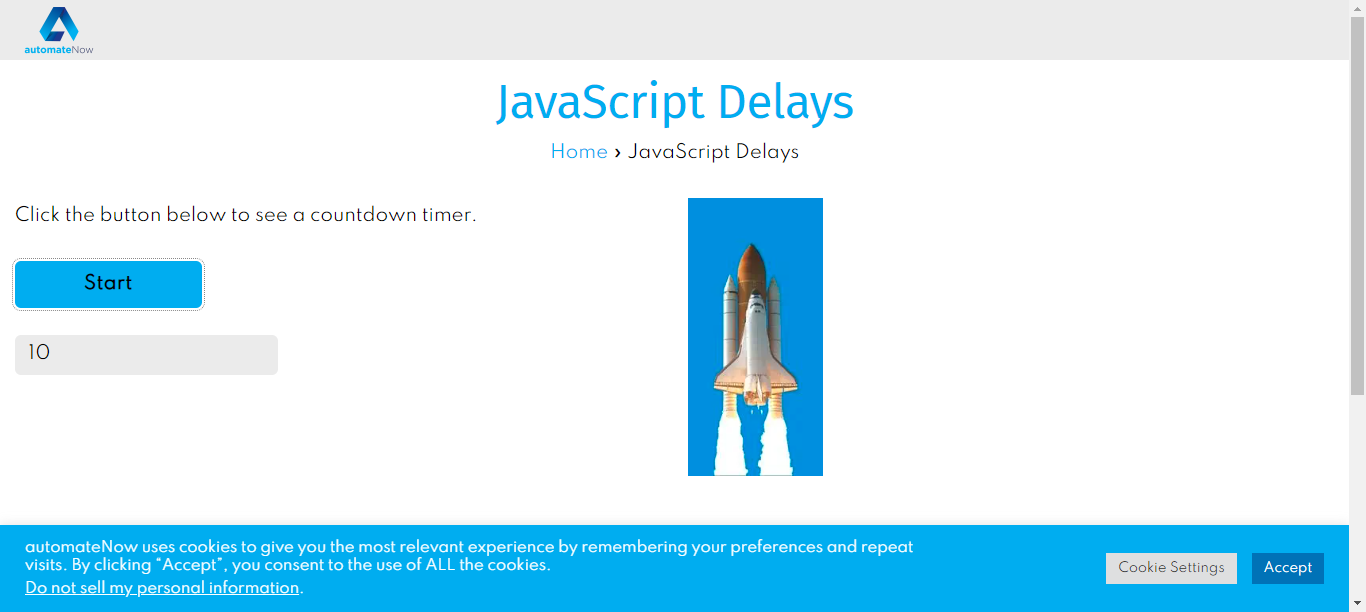 automateNow
JavaScript Delays
Home › JavaScript Delays
Click the button below to see a countdown timer.
Start
10
automateNow uses cookies to give you the most relevant experience by remembering your preferences and repeat
visits. By clicking “Accept”, you consent to the use of ALL the cookies.
Do not sell my personal information.
Cookie Settings
Accept